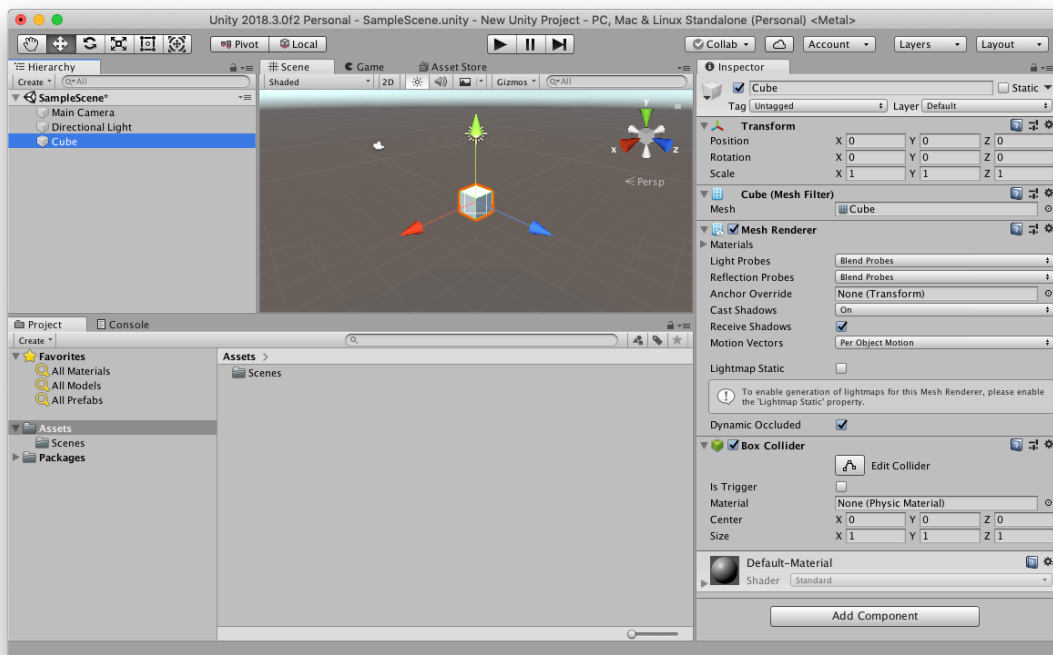 Unity 2018.3.0f2 Personal - SampleScene.unity - New Unity Project - PC, Mac & Linux Standalone (Personal) <Metal>
Pivot Local Collab Account Layers Layout
Hierarchy
Create All
SampleScene*
Main Camera
Directional Light
Cube
Scene Game Asset Store
Shaded 2D Gizmos All
y
x z
Persp
Inspector
Cube Static
Tag Untagged Layer Default
Transform
Position X 0 Y 0 Z 0
Rotation X 0 Y 0 Z 0
Scale X 1 Y 1 Z 1
Cube (Mesh Filter)
Mesh Cube
Mesh Renderer
Materials
Light Probes Blend Probes
Reflection Probes Blend Probes
Anchor Override None (Transform)
Cast Shadows On
Receive Shadows
Motion Vectors Per Object Motion
Lightmap Static
To enable generation of lightmaps for this Mesh Renderer, please enable
the 'Lightmap Static' property.
Dynamic Occluded
Box Collider
Edit Collider
Is Trigger
Material None (Physic Material)
Center X 0 Y 0 Z 0
Size X 1 Y 1 Z 1
Default-Material
Shader Standard
Add Component
Project Console
Create
Favorites
All Materials
All Models
All Prefabs
Assets
Scenes
Packages
Assets >
Scenes